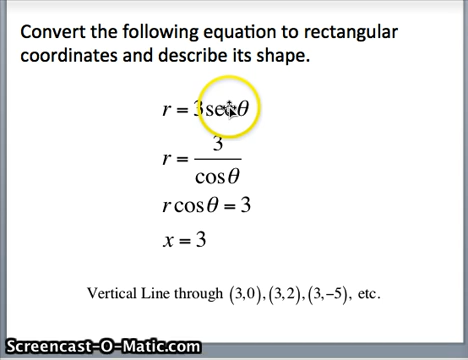 Convert the following equation to rectangular
coordinates and describe its shape.
r = 3secθ
r = 3/cosθ
r cosθ = 3
x = 3
Vertical Line through (3,0),(3,2),(3,−5), etc.
Screencast-O-Matic.com